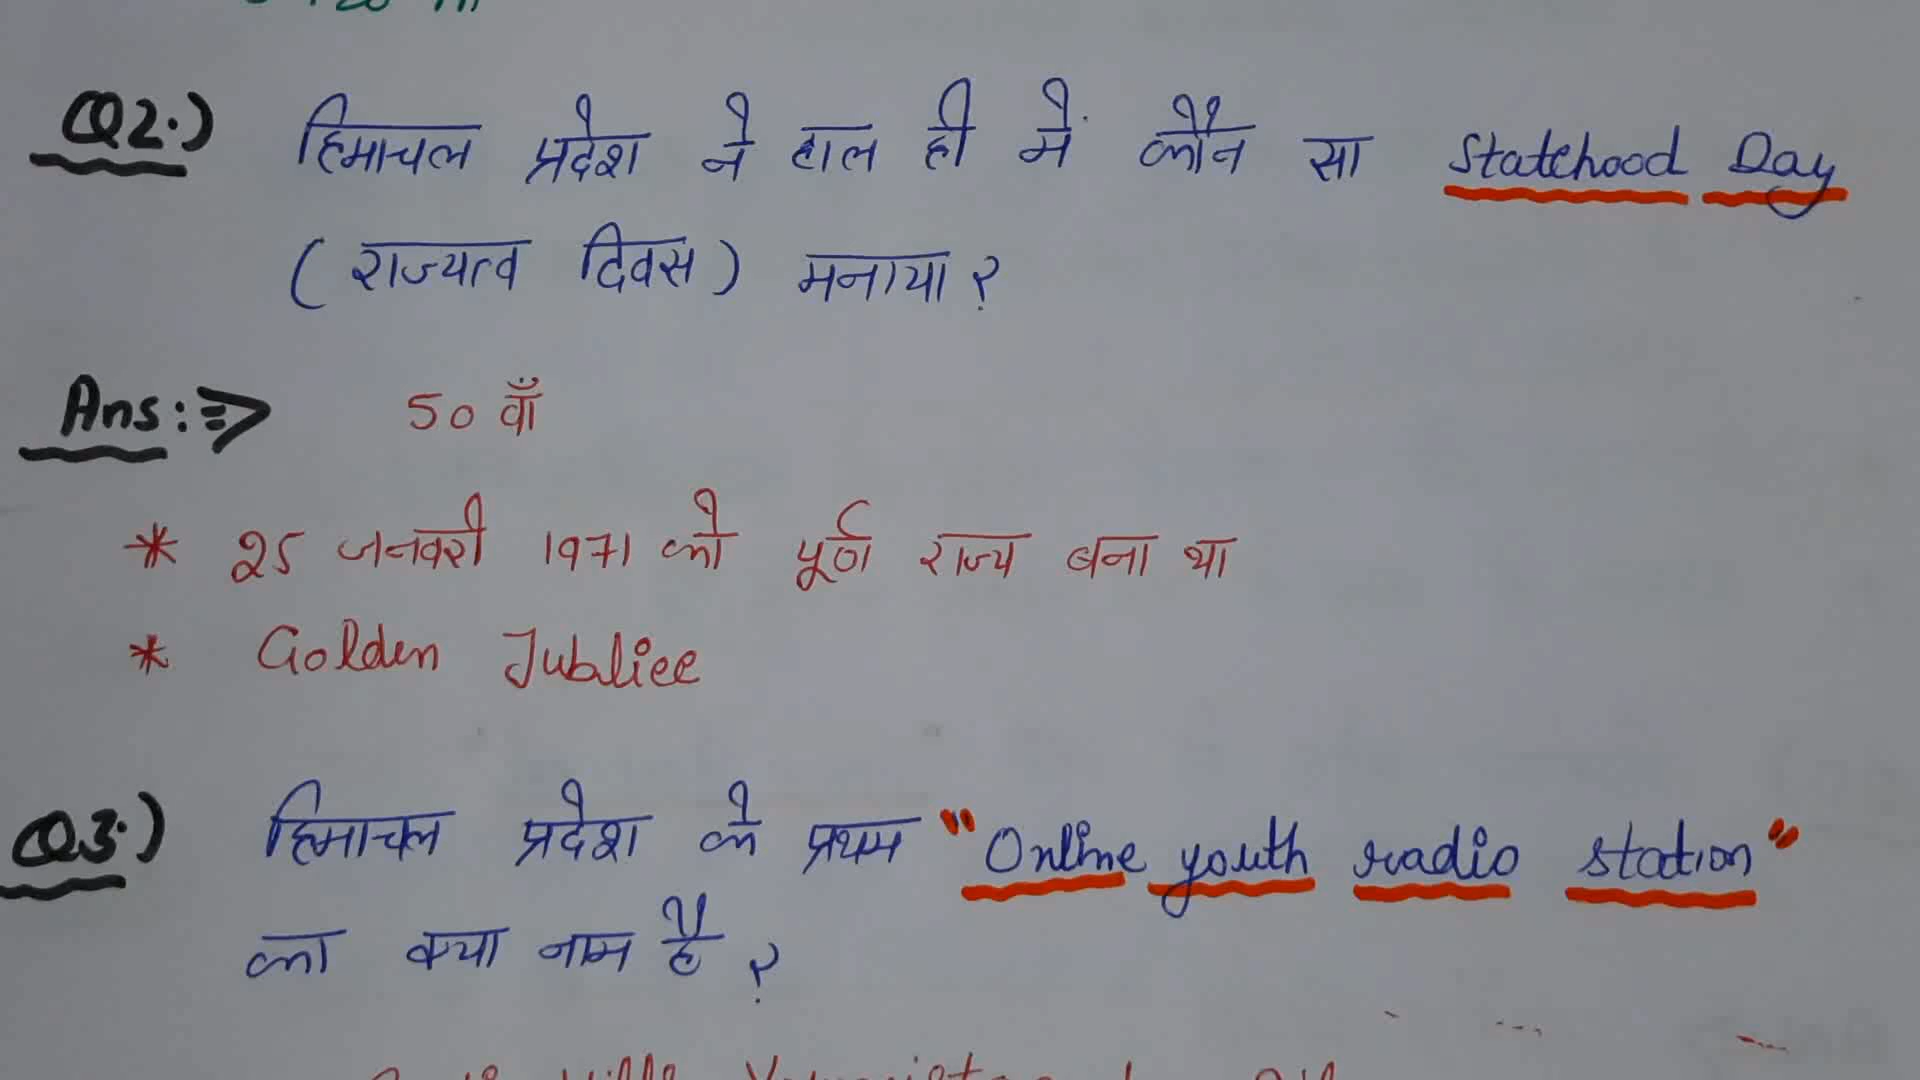 Q2.) हिमाचल प्रदेश ने हाल ही में कौन सा Statehood Day
(राज्यत्व दिवस) मनाया?
Ans:⇒ 50 वाँ
* 25 जनवरी 1971 को पूर्ण राज्य बना था
* Golden Jubliee
Q3.) हिमाचल प्रदेश के प्रथम "Online youth radio station"
का क्या नाम है?